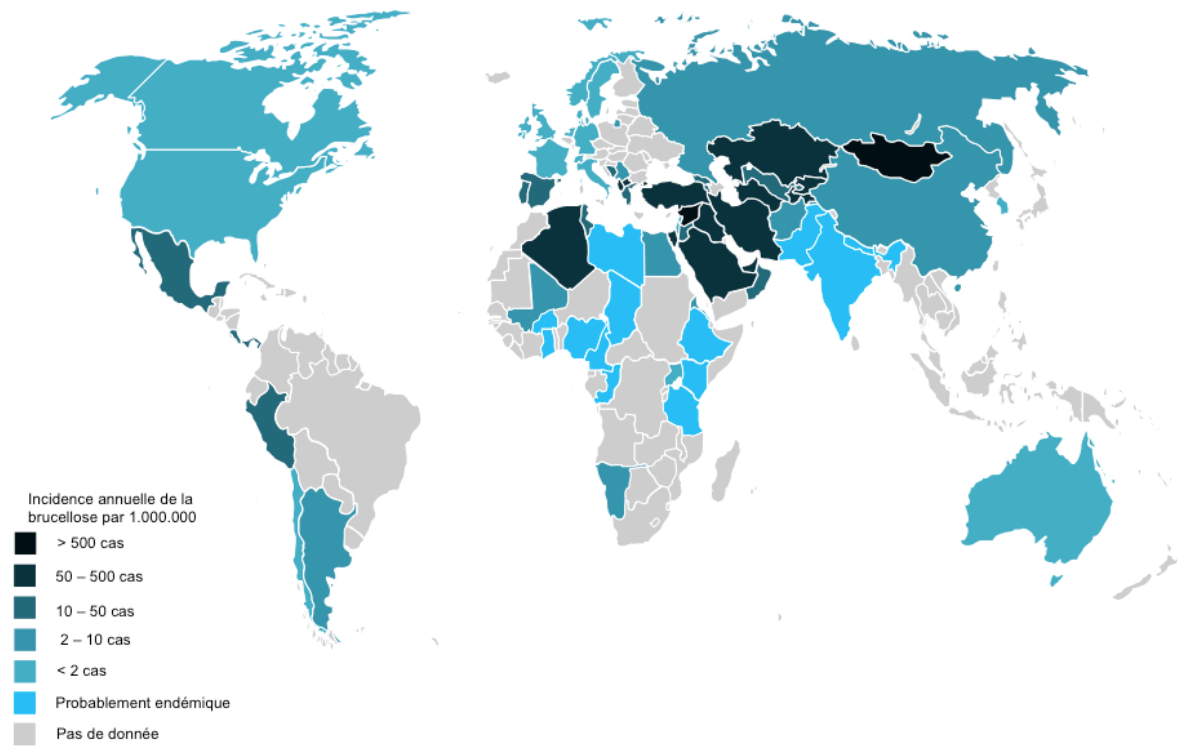 Incidence annuelle de la
brucellose par 1.000.000
> 500 cas
50 – 500 cas
10 – 50 cas
2 – 10 cas
< 2 cas
Probablement endémique
Pas de donnée